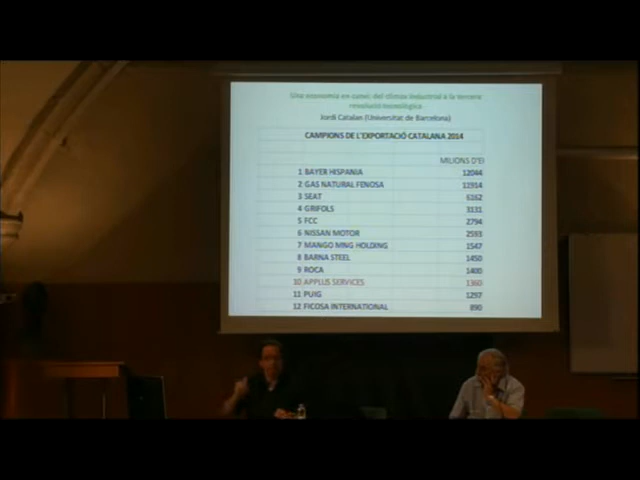 Una economia en canvi: del clímax industrial a la tercera
revolució tecnològica
Jordi Catalan (Universitat de Barcelona)
CAMPIONS DE L'EXPORTACIÓ CATALANA 2014
MILIONS D'EU
1 BAYER HISPANIA 12044
2 GAS NATURAL FENOSA 11914
3 SEAT 6162
4 GRIFOLS 3131
5 FCC 2794
6 NISSAN MOTOR 2593
7 MANGO MNG HOLDING 1547
8 BARNA STEEL 1450
9 ROCA 1400
10 APPLUS SERVICES 1360
11 PUIG 1297
12 FICOSA INTERNATIONAL 890